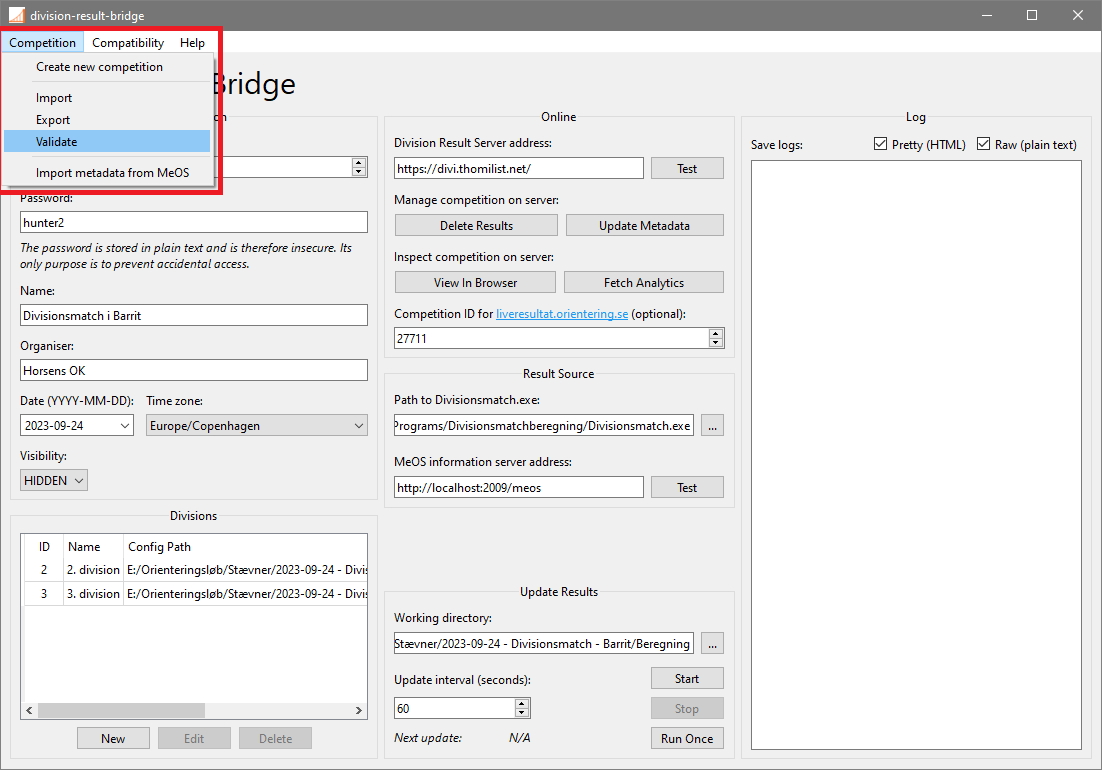 division-result-bridge
Competition Compatibility Help
Create new competition
Import
Export
Validate
Import metadata from MeOS
Bridge
Password:
hunter2
The password is stored in plain text and is therefore insecure. Its
only purpose is to prevent accidental access.
Name:
Divisionsmatch i Barrit
Organiser:
Horsens OK
Date (YYYY-MM-DD): Time zone:
2023-09-24 Europe/Copenhagen
Visibility:
HIDDEN
Divisions
ID Name Config Path
2 2. division E:/Orienteringsløb/Stævner/2023-09-24 - Divis
3 3. division E:/Orienteringsløb/Stævner/2023-09-24 - Divis
New Edit Delete
Online
Division Result Server address:
https://divi.thomilist.net/ Test
Manage competition on server:
Delete Results Update Metadata
Inspect competition on server:
View In Browser Fetch Analytics
Competition ID for liveresultat.orientering.se (optional):
27711
Result Source
Path to Divisionsmatch.exe:
Programs/Divisionsmatchberegning/Divisionsmatch.exe ...
MeOS information server address:
http://localhost:2009/meos Test
Update Results
Working directory:
Stævner/2023-09-24 - Divisionsmatch - Barrit/Beregning ...
Update interval (seconds): Start
60 Stop
Next update: N/A Run Once
Log
Save logs: Pretty (HTML) Raw (plain text)